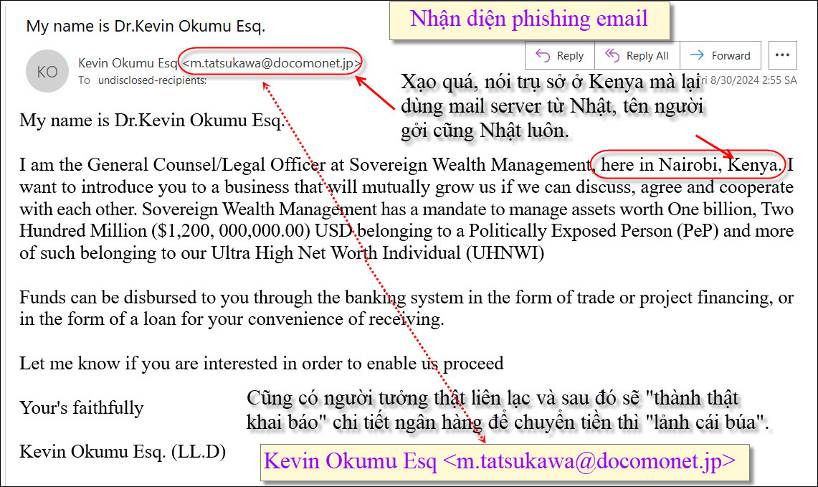 Nhận diện phishing email
My name is Dr.Kevin Okumu Esq.
KO
Kevin Okumu Esq <m.tatsukawa@docomonet.jp>
To undisclosed-recipients:
Reply
Reply All
Forward
...
Fri 8/30/2024 2:55 SA
Xạo quá, nói trụ sở ở Kenya mà lại
dùng mail server từ Nhật, tên người
gởi cũng Nhật luôn.
My name is Dr.Kevin Okumu Esq.
I am the General Counsel/Legal Officer at Sovereign Wealth Management, here in Nairobi, Kenya. I
want to introduce you to a business that will mutually grow us if we can discuss, agree and cooperate
with each other. Sovereign Wealth Management has a mandate to manage assets worth One billion, Two
Hundred Million ($1,200, 000,000.00) USD belonging to a Politically Exposed Person (PeP) and more
of such belonging to our Ultra High Net Worth Individual (UHNWI)
Funds can be disbursed to you through the banking system in the form of trade or project financing, or
in the form of a loan for your convenience of receiving.
Let me know if you are interested in order to enable us proceed
Your's faithfully
Kevin Okumu Esq. (LL.D)
Cũng có người tưởng thật liên lạc và sau đó sẽ "thành thật
khai báo" chi tiết ngân hàng để chuyển tiền thì "lảnh cái búa".
Kevin Okumu Esq <m.tatsukawa@docomonet.jp>